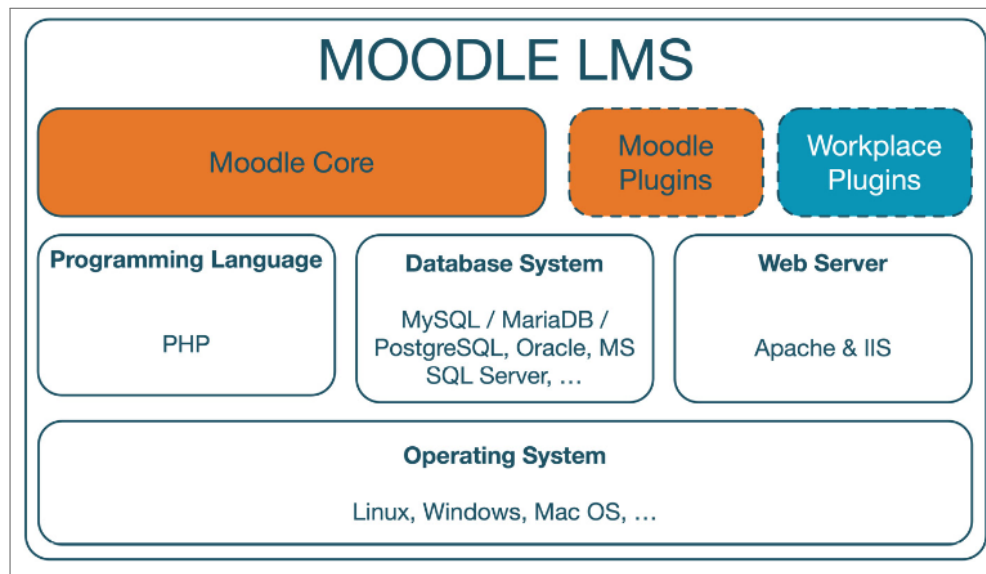 MOODLE LMS
Moodle Core
Moodle
Plugins
Workplace
Plugins
Programming Language
PHP
Database System
MySQL / MariaDB /
PostgreSQL, Oracle, MS
SQL Server, …
Web Server
Apache & IIS
Operating System
Linux, Windows, Mac OS, …